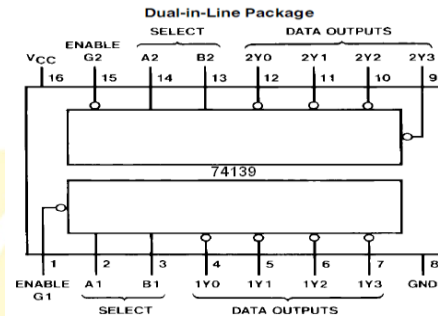 Dual-in-Line Package
ENABLE SELECT DATA OUTPUTS
VCC G2 A2 B2 2Y0 2Y1 2Y2 2Y3
16 15 14 13 12 11 10 9
74139
1 2 3 4 5 6 7 8
ENABLE A1 B1 1Y0 1Y1 1Y2 1Y3 GND
G1 SELECT DATA OUTPUTS